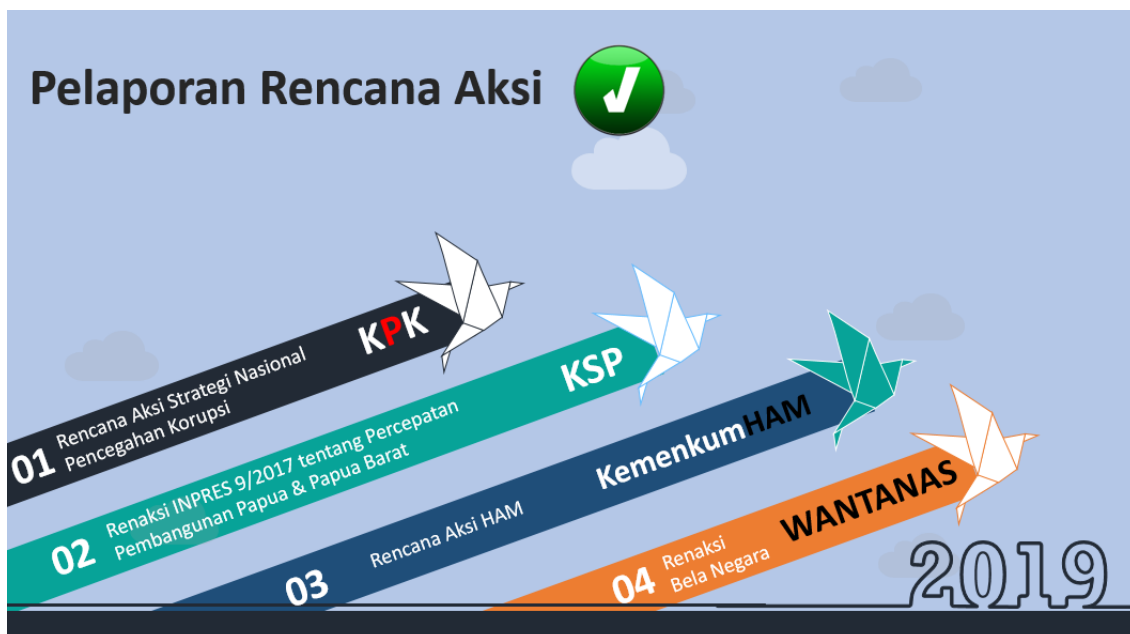 Pelaporan Rencana Aksi
01
Rencana Aksi Strategi Nasional
Pencegahan Korupsi
KPK
02
Renaksi INPRES 9/2017 tentang Percepatan
Pembangunan Papua & Papua Barat
KSP
03
Rencana Aksi HAM
KemenkumHAM
04
Renaksi
Bela Negara
WANTANAS
2019